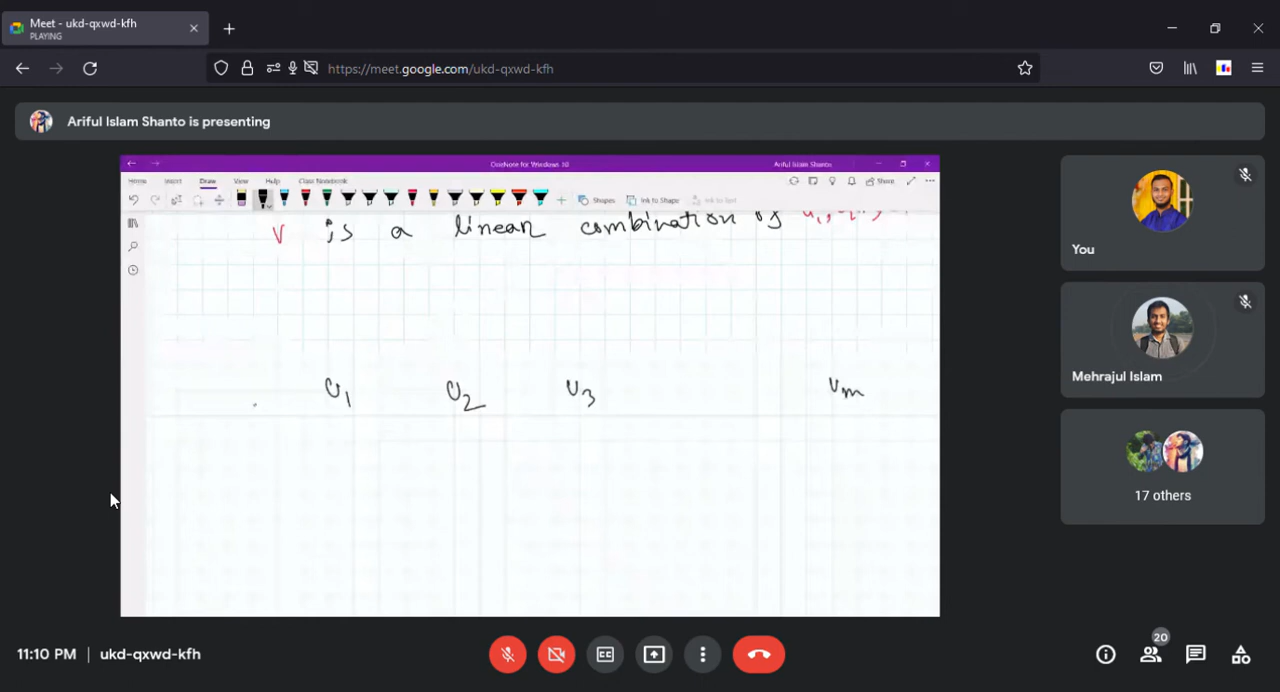 Meet - ukd-qxwd-kfh
PLAYING
https://meet.google.com/ukd-qxwd-kfh
Ariful Islam Shanto is presenting
OneNote for Windows 10
Ariful Islam Shanto
Home Insert Draw View Help Class Notebook
Share
Shapes Ink to Shape Ink to Text
v is a linear combination of
v1 v2 v3 vm
You
Mehrajul Islam
17 others
11:10 PM | ukd-qxwd-kfh
CC
20